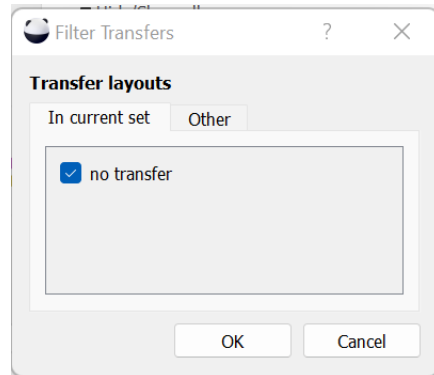 Filter Transfers
Transfer layouts
In current set Other
no transfer
OK Cancel